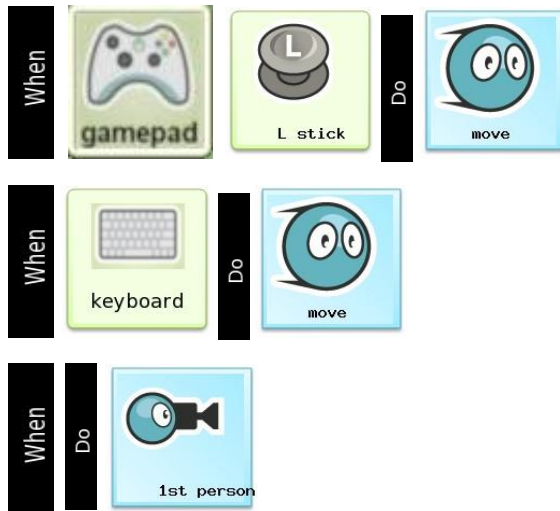 When gamepad L L stick Do move
When keyboard Do move
When Do 1st person